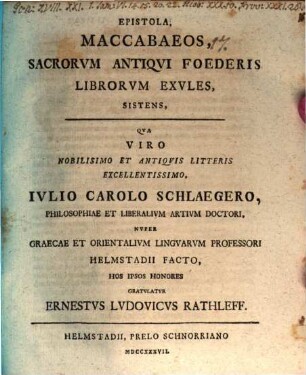 EPISTOLA,
MACCABAEOS,
SACRORVM ANTIQVI FOEDERIS
LIBRORVM EXVLES,
SISTENS,
QVA
VIRO
NOBILISIMO ET ANTIQVIS LITTERIS
EXCELLENTISSIMO,
IVLIO CAROLO SCHLAEGERO,
PHILOSOPHIAE ET LIBERALIVM ARTIVM DOCTORI,
NVPER
GRAECAE ET ORIENTALIVM LINGVARVM PROFESSORI
HELMSTADII FACTO,
HOS IPSOS HONORES
GRATVLATVR
ERNESTVS LVDOVICVS RATHLEFF.
HELMSTADII, PRELO SCHNORRIANO
MDCCXXXVII.